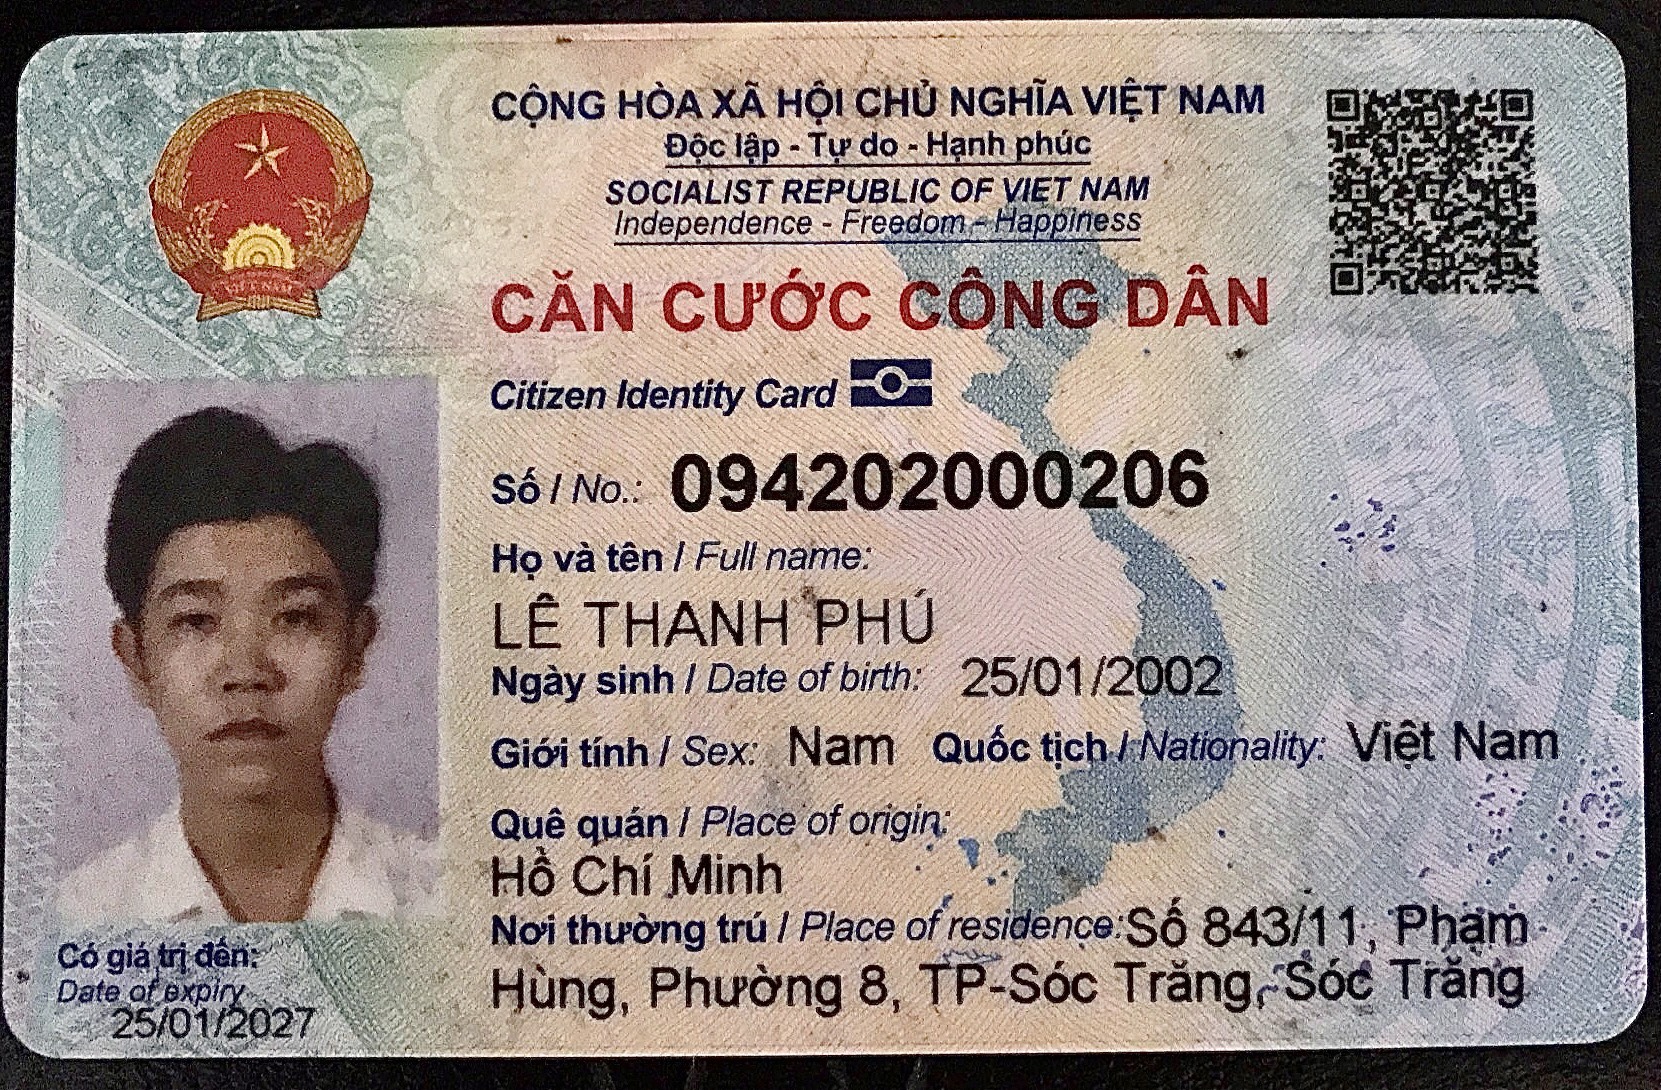 CỘNG HÒA XÃ HỘI CHỦ NGHĨA VIỆT NAM
Độc lập - Tự do - Hạnh phúc
SOCIALIST REPUBLIC OF VIET NAM
Independence - Freedom - Happiness
VIỆT NAM
CĂN CƯỚC CÔNG DÂN
Citizen Identity Card
Số / No.: 094202000206
Họ và tên / Full name:
LÊ THANH PHÚ
Ngày sinh / Date of birth: 25/01/2002
Giới tính / Sex: Nam Quốc tịch / Nationality: Việt Nam
Quê quán / Place of origin:
Hồ Chí Minh
Nơi thường trú / Place of residence: Số 843/11, Phạm
Hùng, Phường 8, TP-Sóc Trăng, Sóc Trăng
Có giá trị đến:
Date of expiry
25/01/2027